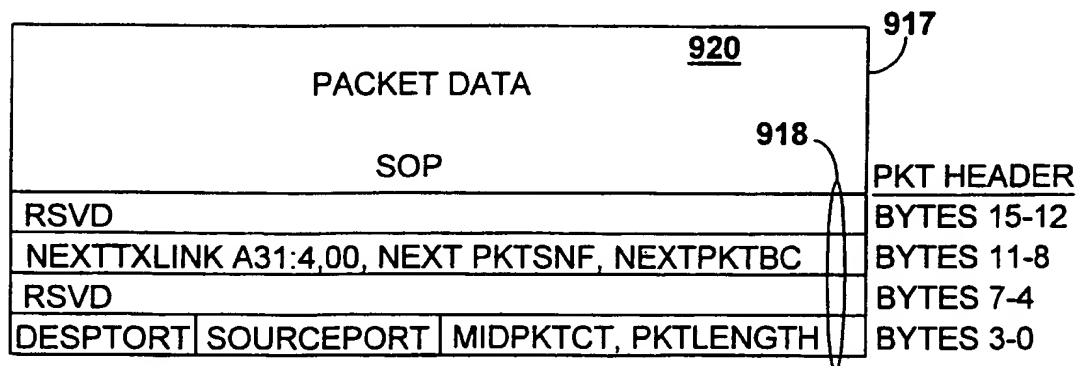 917
920
PACKET DATA
918
SOP
PKT HEADER
RSVD
BYTES 15-12
NEXTTXLINK A31:4,00, NEXT PKTSNF, NEXTPKTBC
BYTES 11-8
RSVD
BYTES 7-4
DESPTORT SOURCEPORT MIDPKTCT, PKTLENGTH
BYTES 3-0